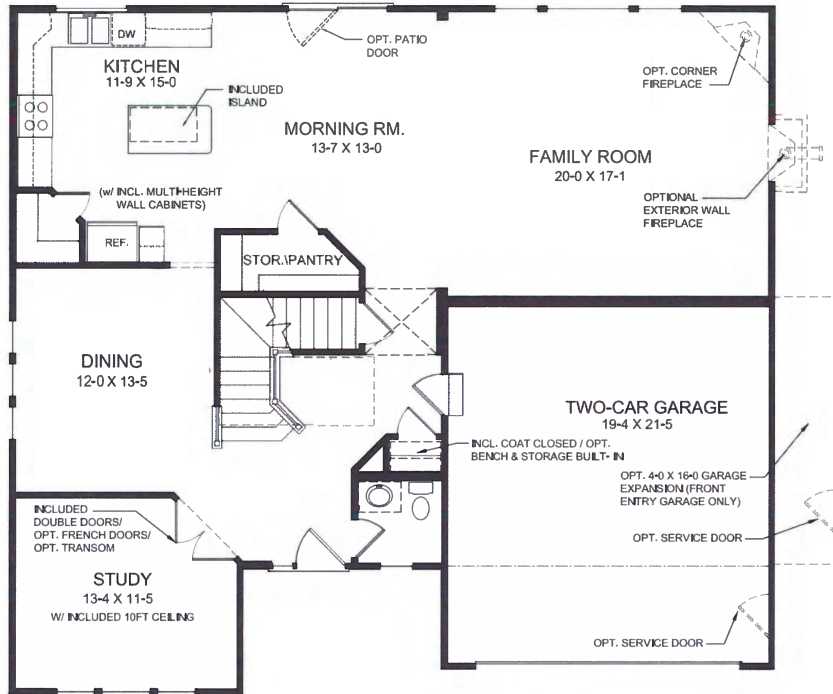 DW
KITCHEN
11-9 X 15-0
INCLUDED
ISLAND
OPT. PATIO
DOOR
MORNING RM.
13-7 X 13-0
OPT. CORNER
FIREPLACE
FAMILY ROOM
20-0 X 17-1
OPTIONAL
EXTERIOR WALL
FIREPLACE
(w/ INCL. MULTI-HEIGHT
WALL CABINETS)
REF.
STOR.\PANTRY
DINING
12-0 X 13-5
TWO-CAR GARAGE
19-4 X 21-5
INCL. COAT CLOSED / OPT.
BENCH & STORAGE BUILT- IN
OPT. 4-0 X 16-0 GARAGE
EXPANSION (FRONT
ENTRY GARAGE ONLY)
OPT. SERVICE DOOR
INCLUDED
DOUBLE DOORS/
OPT. FRENCH DOORS/
OPT. TRANSOM
STUDY
13-4 X 11-5
W/ INCLUDED 10FT CEILING
OPT. SERVICE DOOR